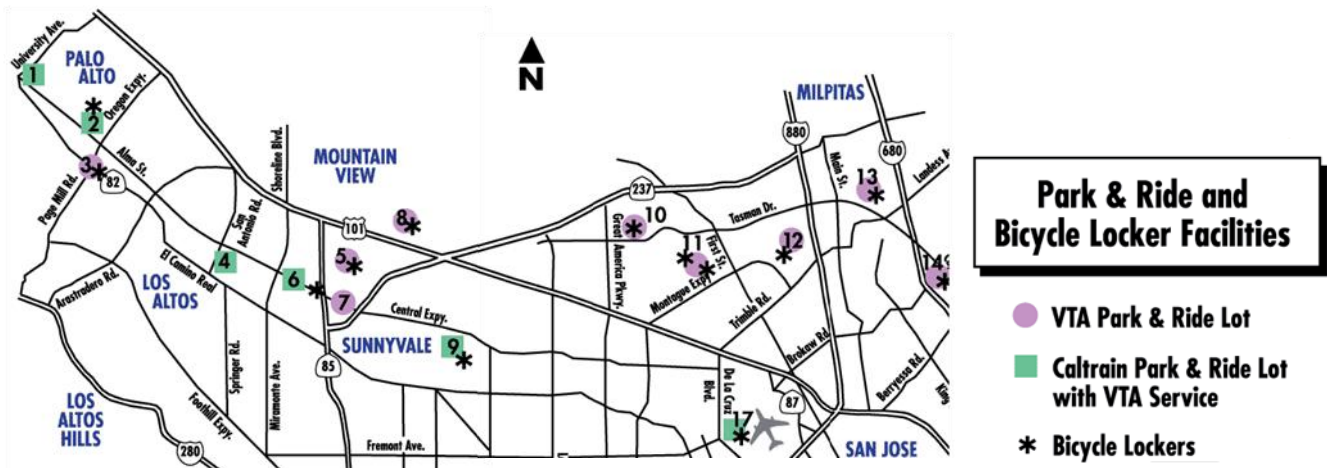 University Ave.
PALO
ALTO
1
Oregon Expy.
2
Alma St.
3
82
Page Mill Rd.
Shoreline Blvd.
MOUNTAIN
VIEW
San
Antonio Rd.
101
8
5
4
6
7
El Camino Real
LOS
ALTOS
Arastradero Rd.
Central Expy.
SUNNYVALE
9
85
Springer Rd.
Miramonte Ave.
LOS
ALTOS
HILLS
Foothill Expy.
280
Fremont Ave.
N
MILPITAS
880
680
Main St.
13
237
Landess
Tasman Dr.
10
Great America Pkwy.
11
First St.
12
Montague Expy
Trimble Rd.
Brokaw Rd.
Berryessa Rd.
King
De La Cruz
Blvd.
87
17
SAN JOSE
Park & Ride and
Bicycle Locker Facilities
VTA Park & Ride Lot
Caltrain Park & Ride Lot
with VTA Service
Bicycle Lockers